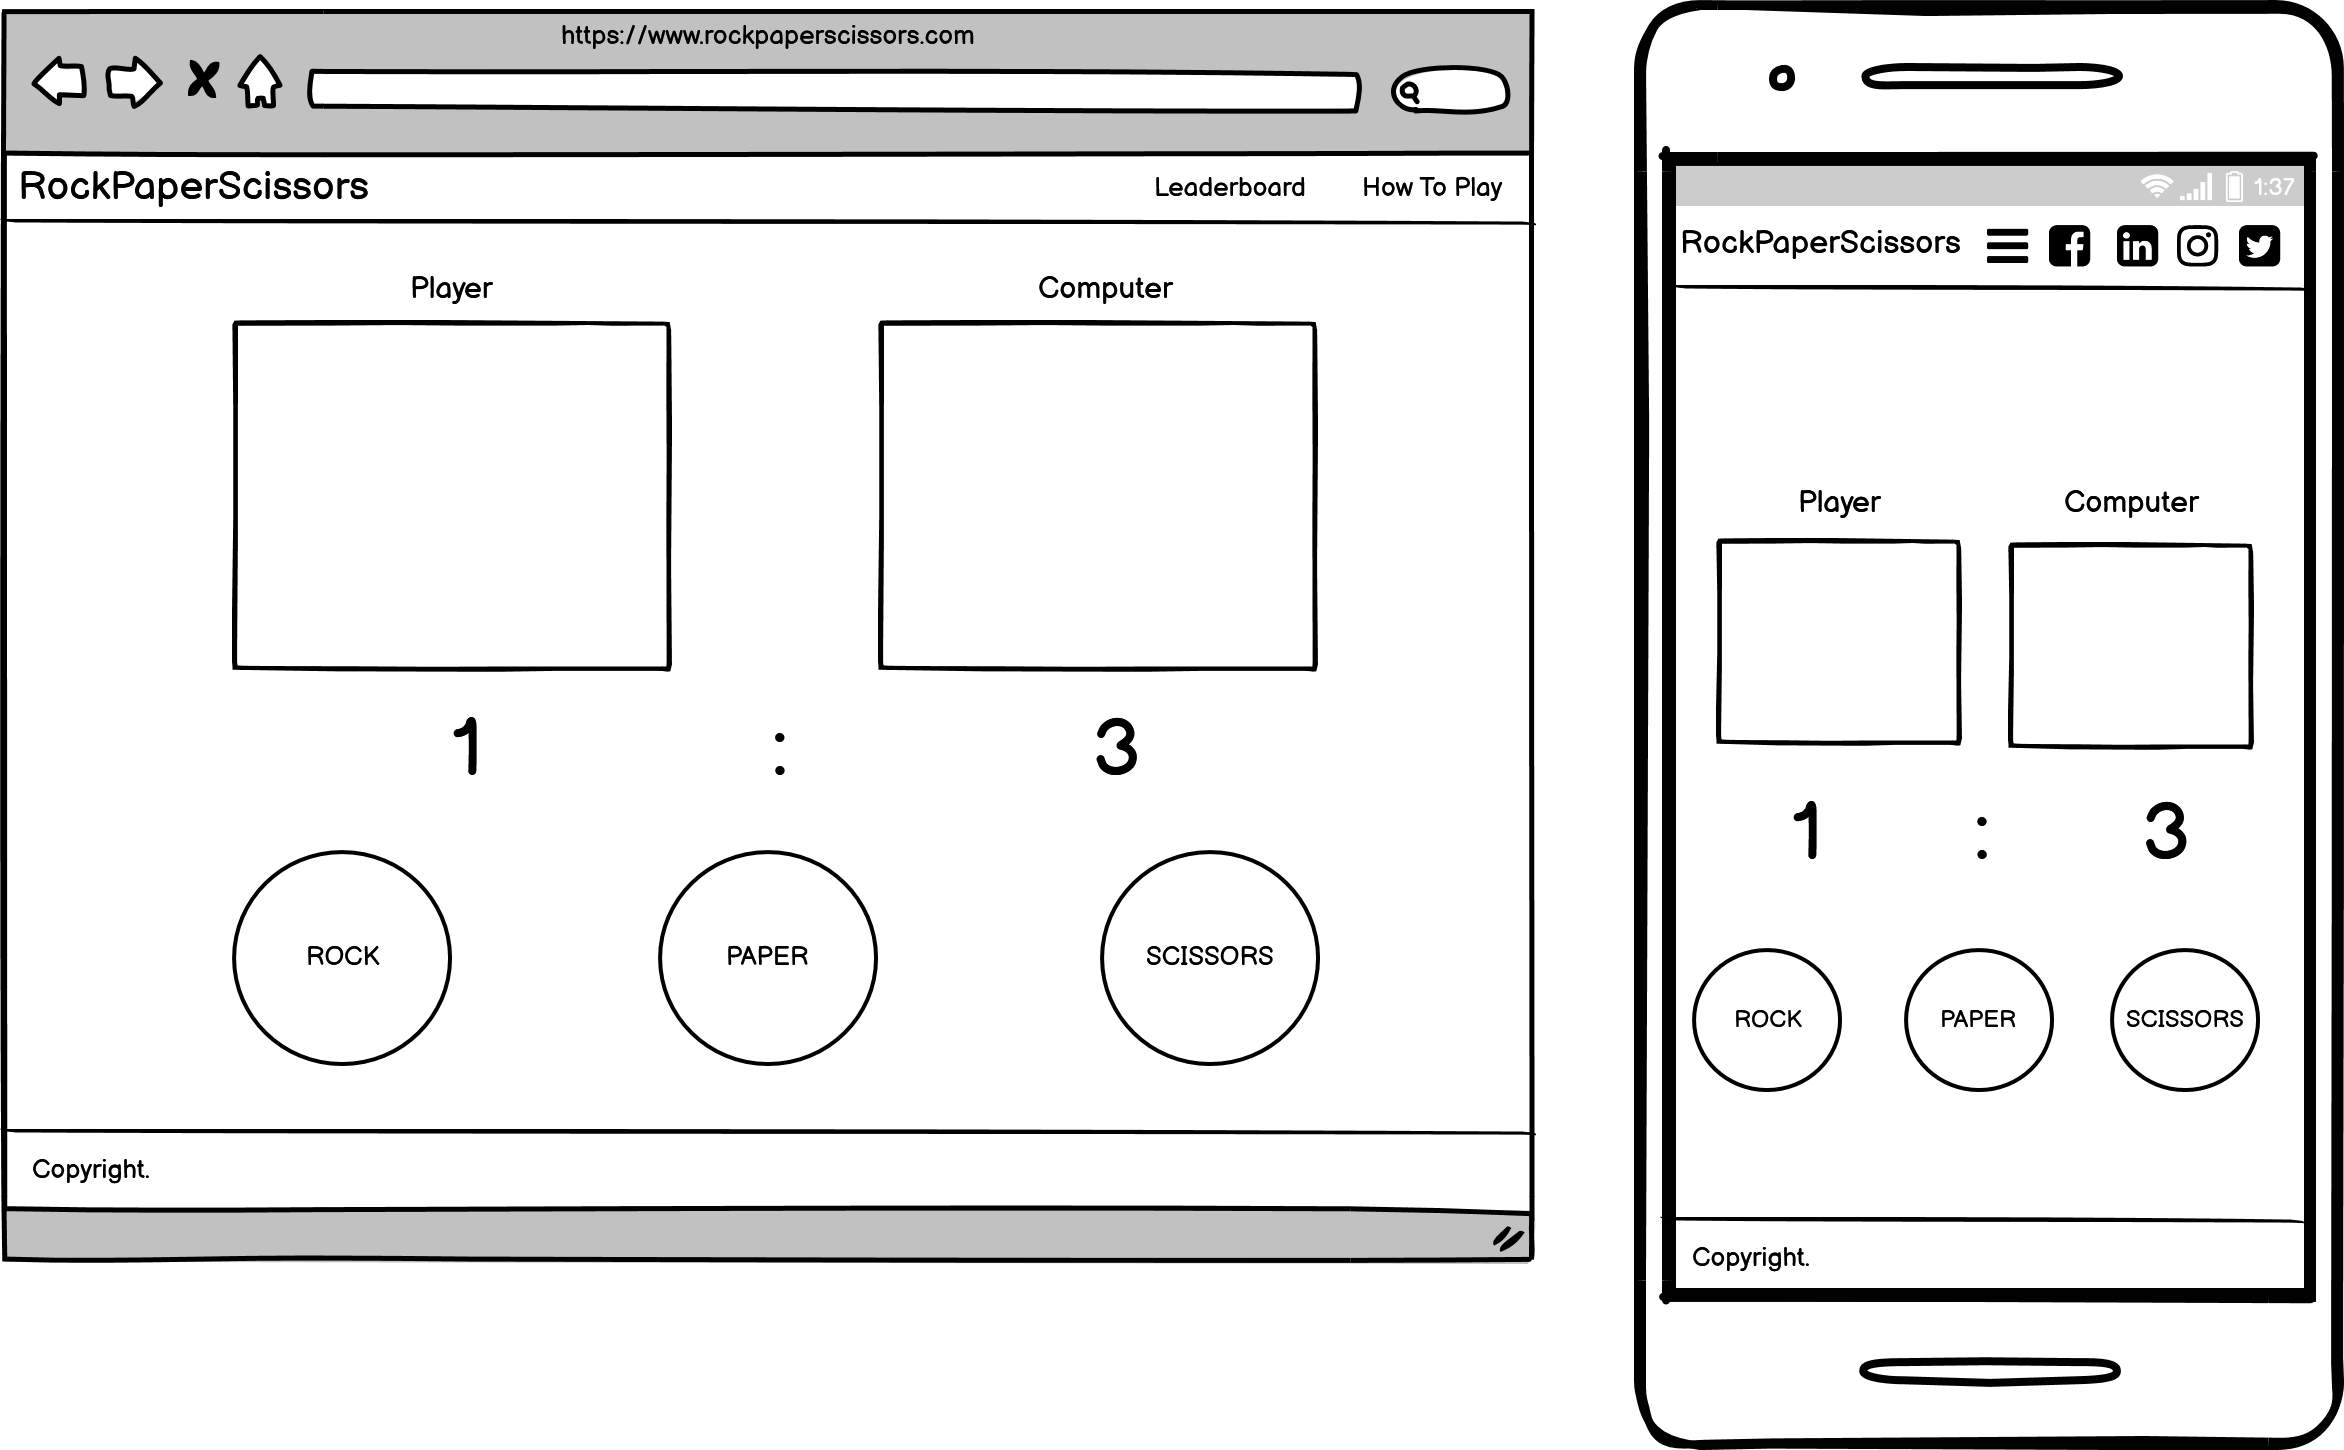 https://www.rockpaperscissors.com
RockPaperScissors Leaderboard How To Play
Player Computer
1 : 3
ROCK PAPER SCISSORS
Copyright.
1:37
RockPaperScissors
Player Computer
1 : 3
ROCK PAPER SCISSORS
Copyright.